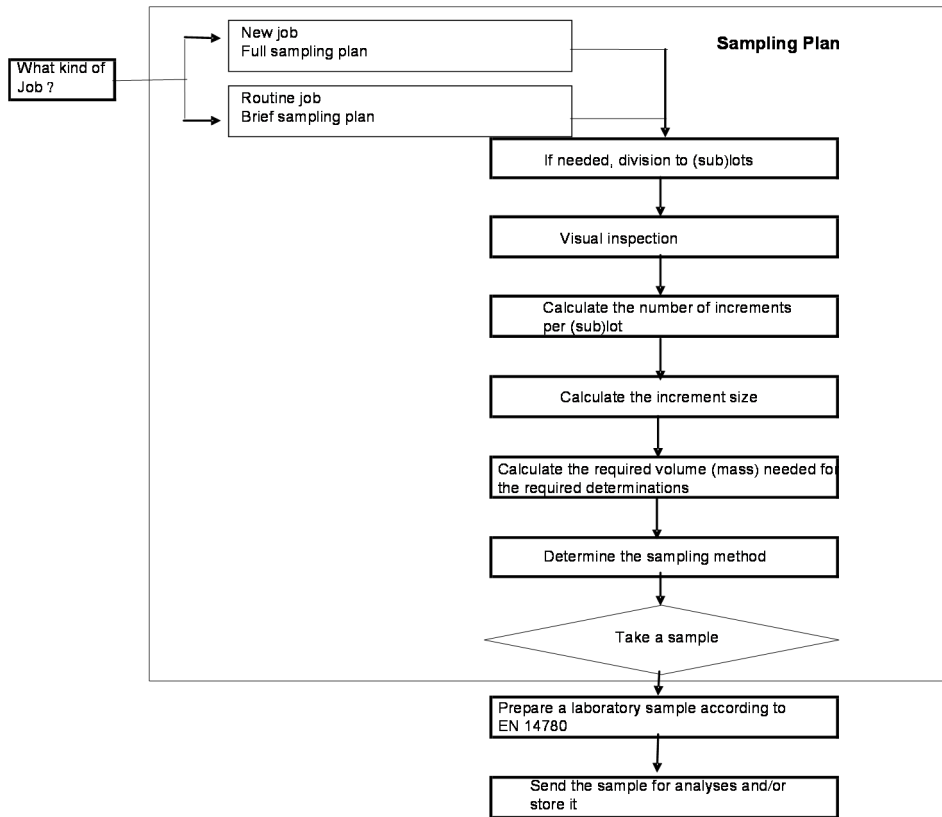 Sampling Plan
What kind of
Job ?
New job
Full sampling plan
Routine job
Brief sampling plan
If needed, division to (sub)lots
Visual inspection
Calculate the number of increments
per (sub)lot
Calculate the increment size
Calculate the required volume (mass) needed for
the required determinations
Determine the sampling method
Take a sample
Prepare a laboratory sample according to
EN 14780
Send the sample for analyses and/or
store it